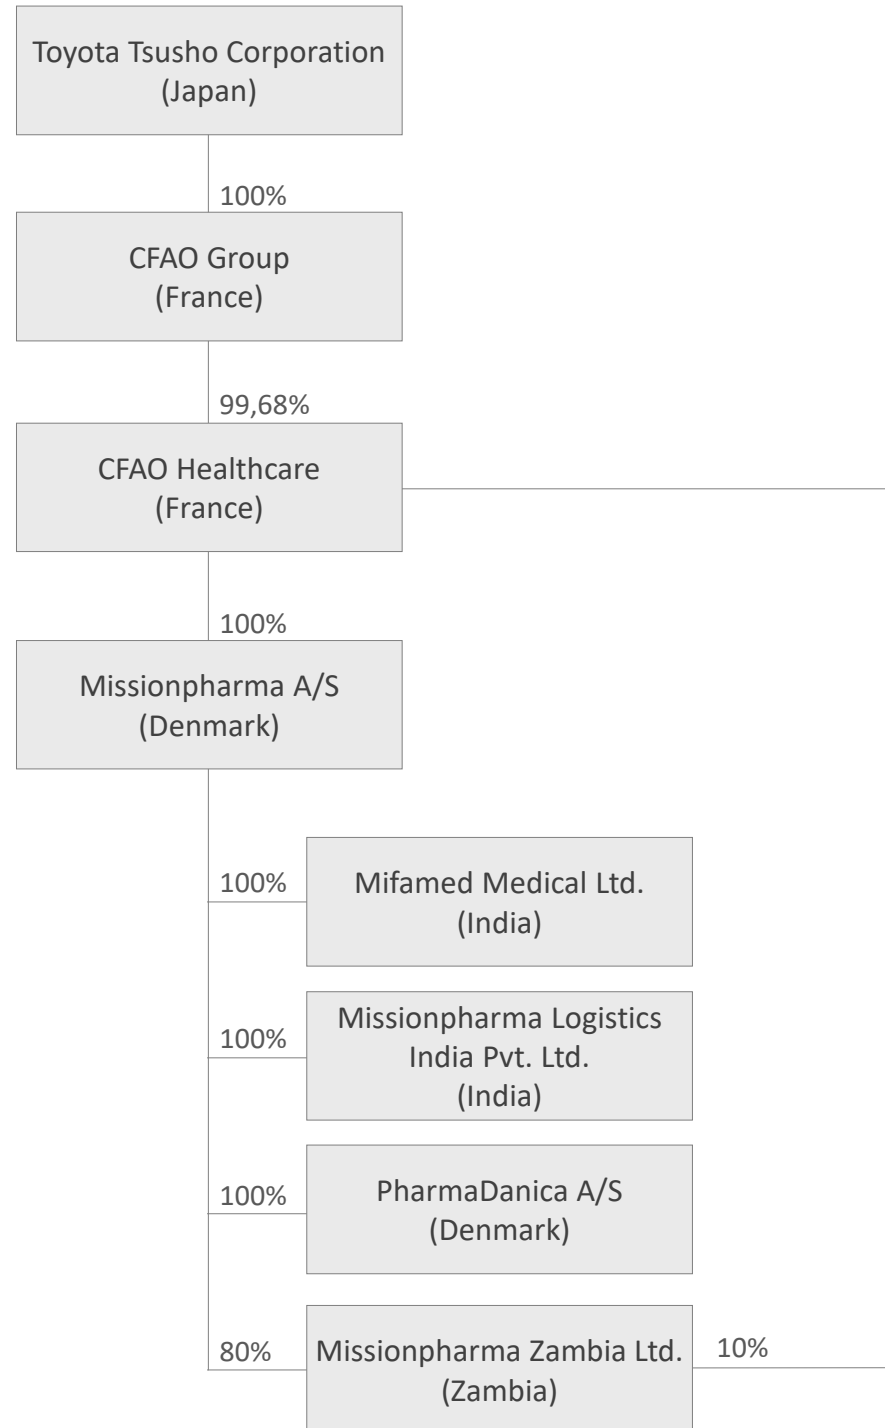 Toyota Tsusho Corporation
(Japan)
100%
CFAO Group
(France)
99,68%
CFAO Healthcare
(France)
100%
Missionpharma A/S
(Denmark)
100%
Mifamed Medical Ltd.
(India)
100%
Missionpharma Logistics
India Pvt. Ltd.
(India)
100%
PharmaDanica A/S
(Denmark)
80%
Missionpharma Zambia Ltd.
(Zambia)
10%